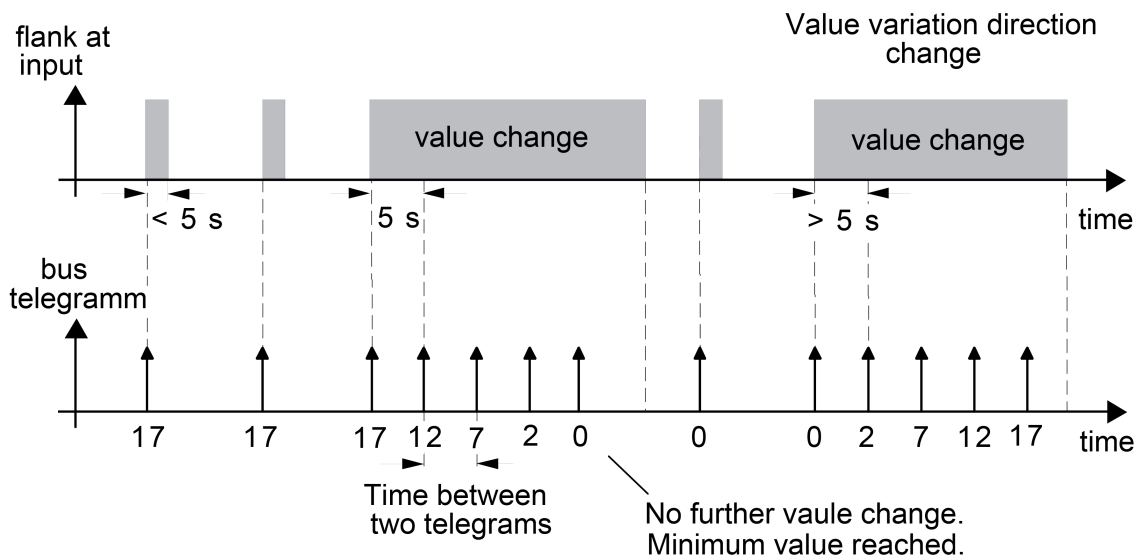 Value variation direction
change
flank at
input
value change
value change
< 5 s
5 s
> 5 s
time
bus
telegramm
17 17 17 12 7 2 0 0 0 2 7 12 17
time
Time between
two telegrams
No further vaule change.
Minimum value reached.